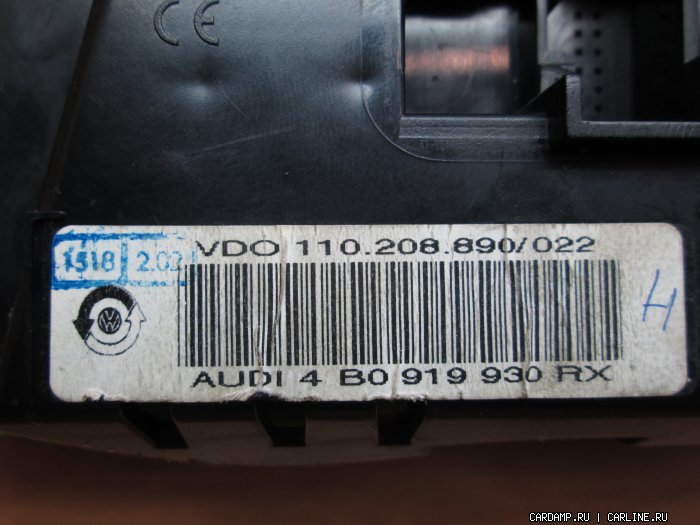 CE
VDO 110.208.890/022
1518 2.02
VW
AUDI 4 B0 919 930 RX
H
CARDAMP.RU | CARLINE.RU